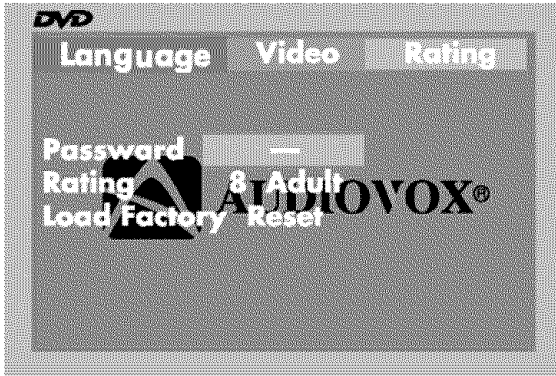 DVD
Language Video Rating
Passward —
Rating 8 Adult
AUDIOVOX®
Load Factory Reset